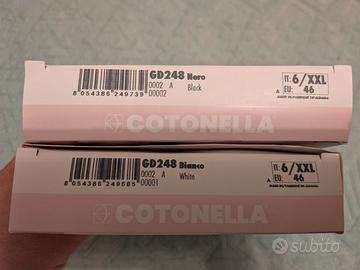 GD248 Nero
0002 A Black
8 054386 249739 00002
IT: 6/XXL
EU: 46
A
COTONELLA
GD248 Bianco
0002 A White
8 054386 249685 00001
IT: 6/XXL
EU: 46
A
COTONELLA
subito